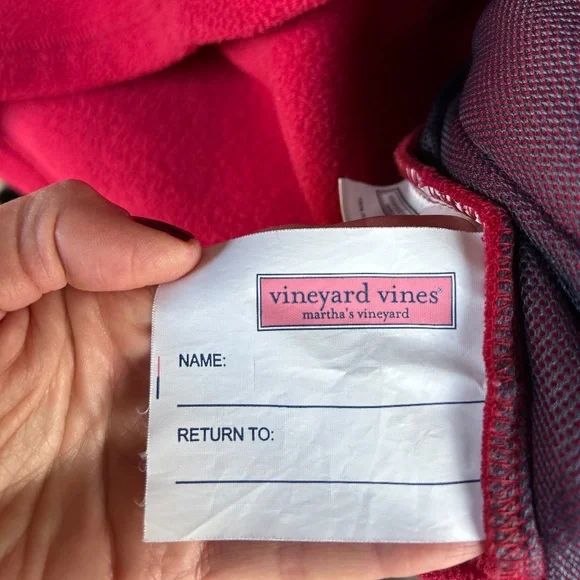 vineyard vines®
martha's vineyard
NAME:
RETURN TO: